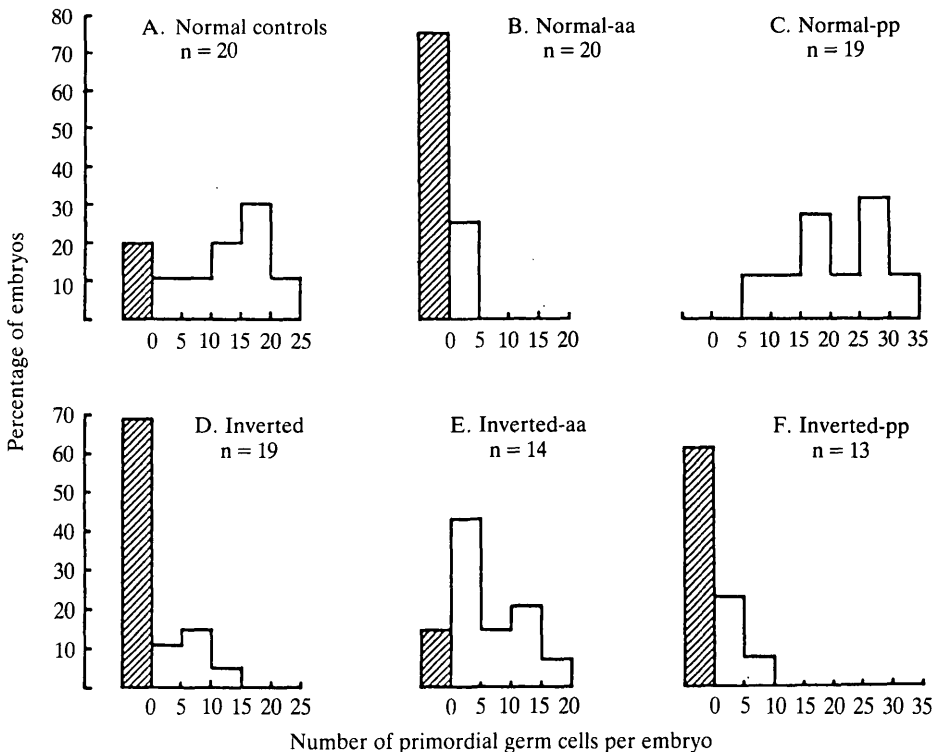 80
70
60
50
40
30
20
10
A. Normal controls
n = 20
0 5 10 15 20 25
B. Normal-aa
n = 20
0 5 10 15 20
C. Normal-pp
n = 19
0 5 10 15 20 25 30 35
Percentage of embryos
70
60
50
40
30
20
10
D. Inverted
n = 19
0 5 10 15 20 25
E. Inverted-aa
n = 14
0 5 10 15 20
F. Inverted-pp
n = 13
0 5 10 15 20 25 30 35
Number of primordial germ cells per embryo